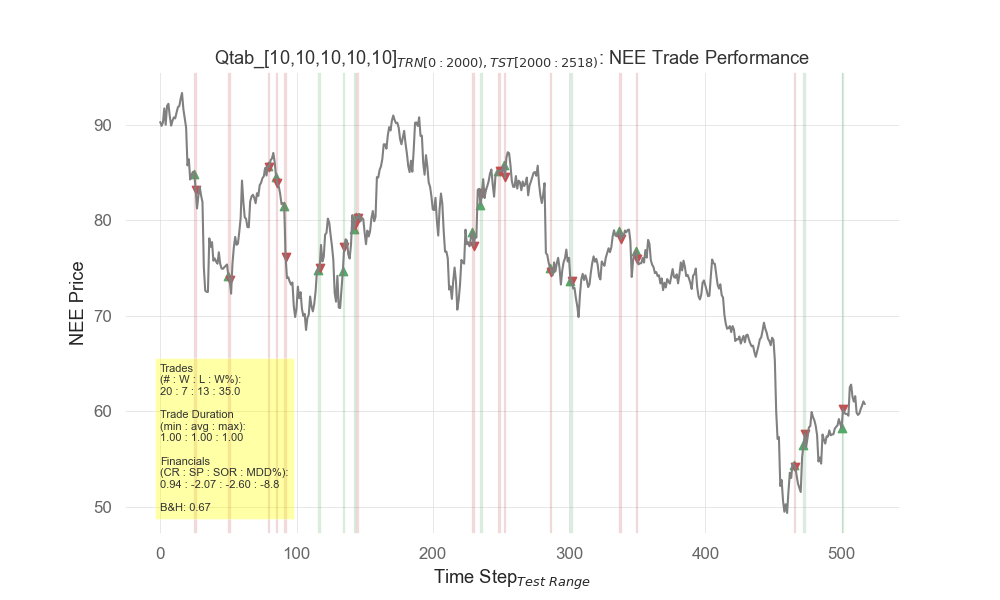 Qtab_[10,10,10,10,10]TRN[0 : 2000), TST[2000 : 2518): NEE Trade Performance
90
80
70
60
50
NEE Price
Trades
(# : W : L : W%):
20 : 7 : 13 : 35.0
Trade Duration
(min : avg : max):
1.00 : 1.00 : 1.00
Financials
(CR : SP : SOR : MDD%):
0.94 : -2.07 : -2.60 : -8.8
B&H: 0.67
0 100 200 300 400 500
Time StepTest Range